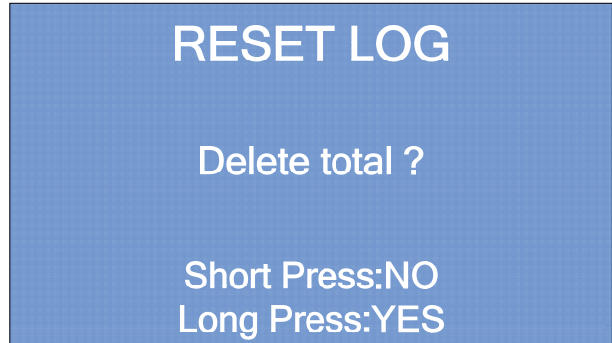 RESET LOG
Delete total ?
Short Press:NO
Long Press:YES